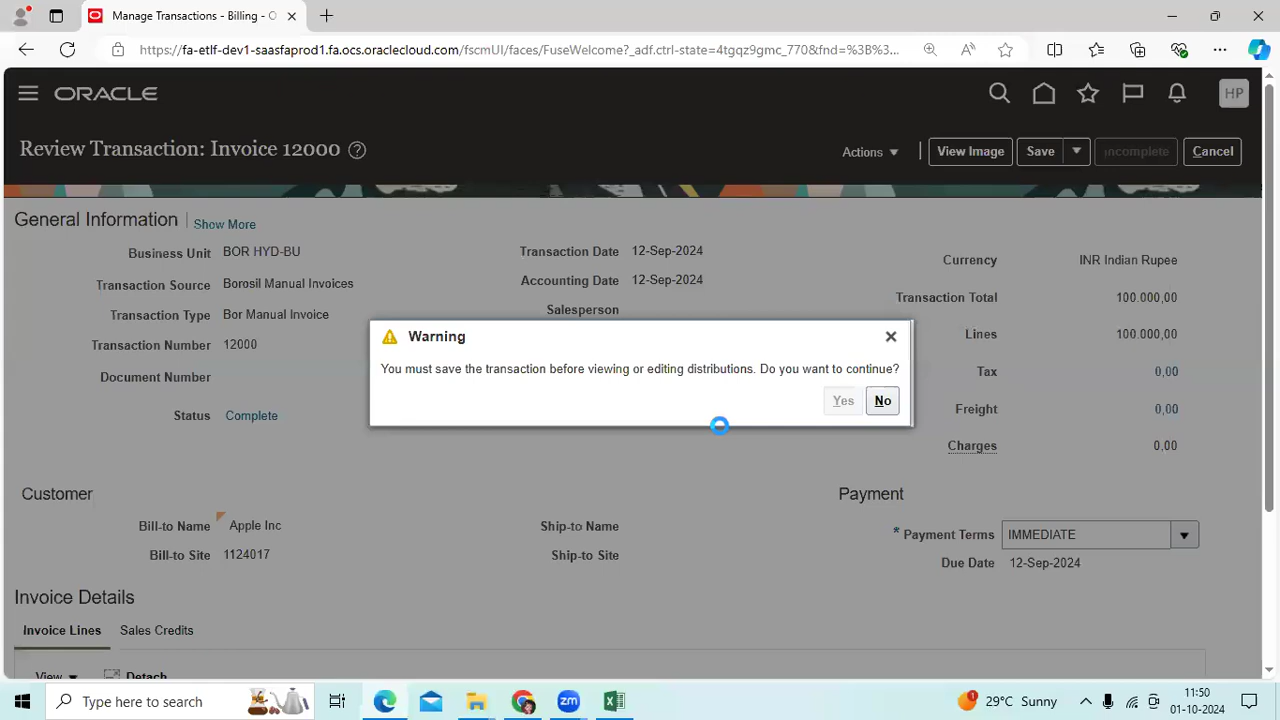 Manage Transactions - Billing - O
https://fa-etlf-dev1-saasfaprod1.fa.ocs.oraclecloud.com/fscmUI/faces/FuseWelcome?_adf.ctrl-state=4tgqz9gmc_770&fnd=%3B%3...
ORACLE
HP
Review Transaction: Invoice 12000 ?
Actions View Image Save Incomplete Cancel
General Information Show More
Business Unit BOR HYD-BU Transaction Date 12-Sep-2024 Currency INR Indian Rupee
Transaction Source Borosil Manual Invoices Accounting Date 12-Sep-2024 Transaction Total 100.000,00
Transaction Type Bor Manual Invoice Salesperson Lines 100.000,00
Transaction Number 12000 Tax 0,00
Document Number Freight 0,00
Status Complete Charges 0,00
Warning
You must save the transaction before viewing or editing distributions. Do you want to continue?
Yes No
Customer Payment
Bill-to Name Apple Inc Ship-to Name * Payment Terms IMMEDIATE
Bill-to Site 1124017 Ship-to Site Due Date 12-Sep-2024
Invoice Details
Invoice Lines Sales Credits
View Detach
Type here to search zm 1 29°C Sunny 11:50
01-10-2024